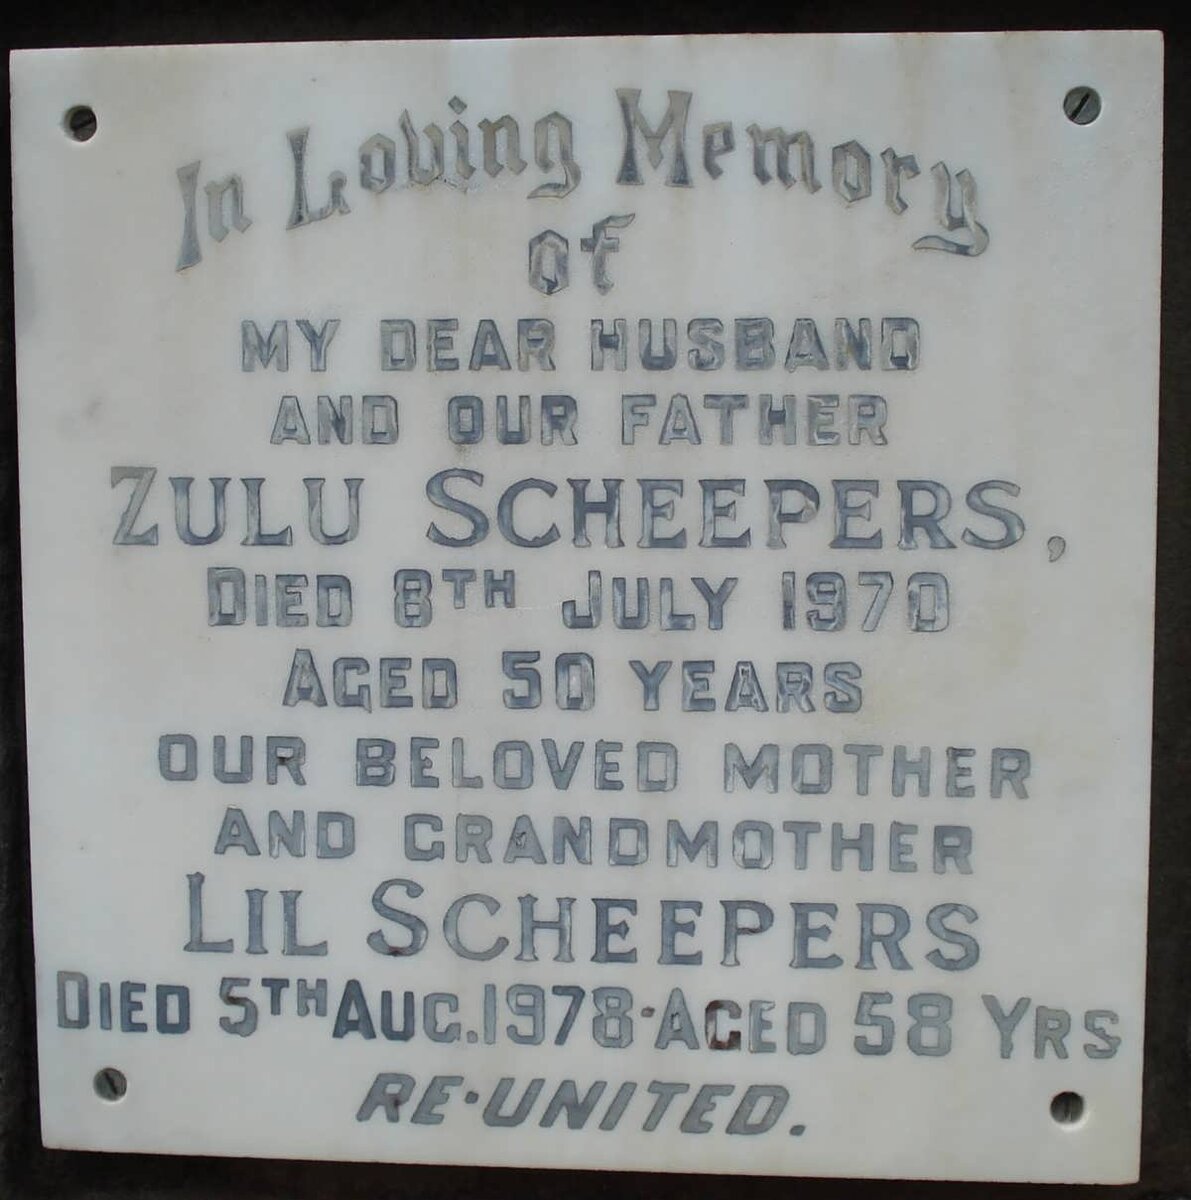 In Loving Memory
of
MY DEAR HUSBAND
AND OUR FATHER
ZULU SCHEEPERS,
DIED 8TH JULY 1970
AGED 50 YEARS
OUR BELOVED MOTHER
AND GRANDMOTHER
LIL SCHEEPERS
DIED 5TH AUG. 1978·AGED 58 YRS
RE·UNITED.